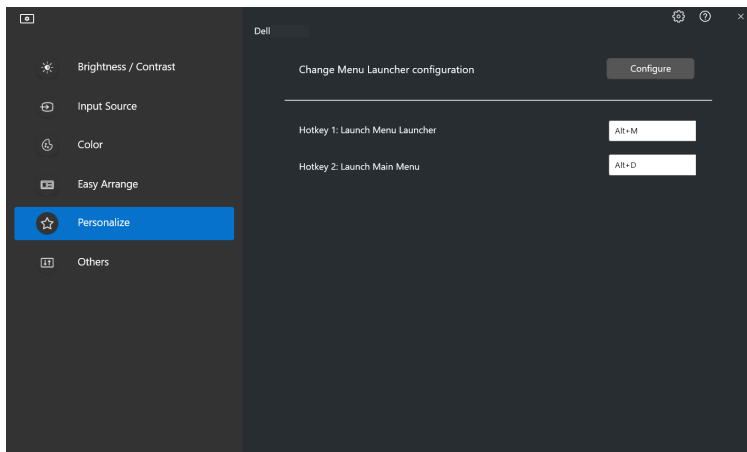 Dell
Brightness / Contrast
Input Source
Color
Easy Arrange
Personalize
Others
Change Menu Launcher configuration
Configure
Hotkey 1: Launch Menu Launcher
Alt+M
Hotkey 2: Launch Main Menu
Alt+D